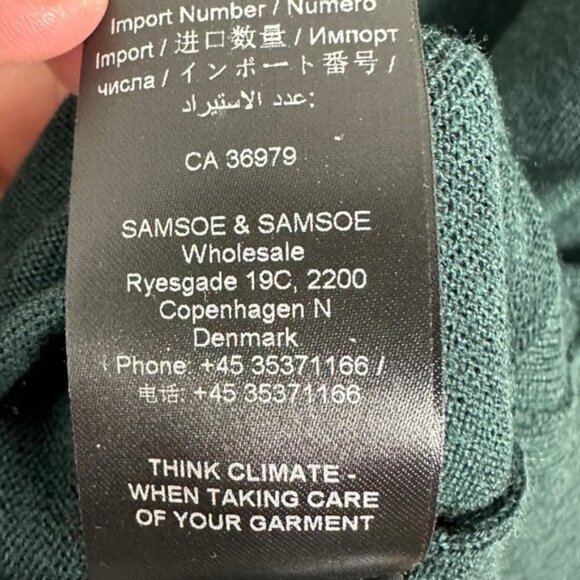 Import Number / Numéro
Import / 进口数量 / Импорт
числа / インポート番号 /
عدد الاستيراد:
CA 36979
SAMSOE & SAMSOE
Wholesale
Ryesgade 19C, 2200
Copenhagen N
Denmark
Phone: +45 35371166 /
电话: +45 35371166
THINK CLIMATE -
WHEN TAKING CARE
OF YOUR GARMENT